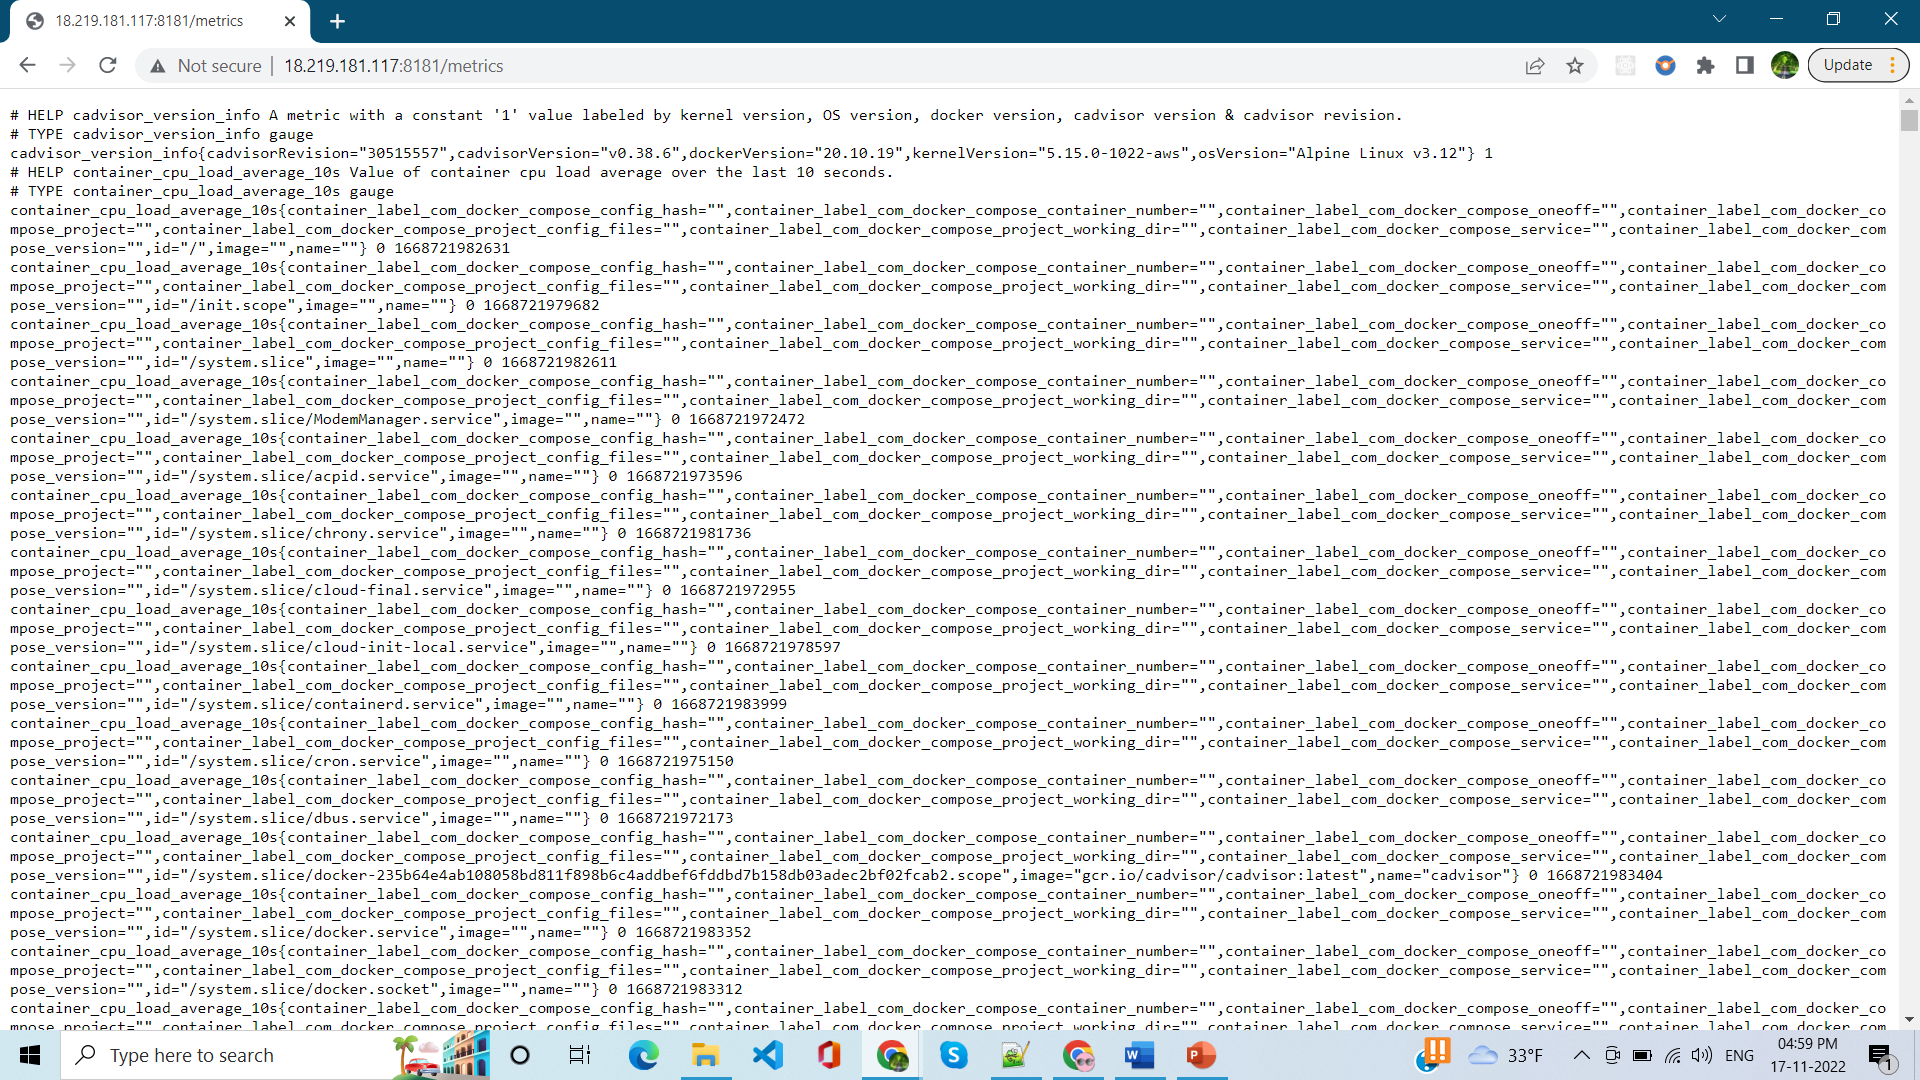 18.219.181.117:8181/metrics
Not secure | 18.219.181.117:8181/metrics
Update
# HELP cadvisor_version_info A metric with a constant '1' value labeled by kernel version, OS version, docker version, cadvisor version & cadvisor revision.
# TYPE cadvisor_version_info gauge
cadvisor_version_info{cadvisorRevision="30515557",cadvisorVersion="v0.38.6",dockerVersion="20.10.19",kernelVersion="5.15.0-1022-aws",osVersion="Alpine Linux v3.12"} 1
# HELP container_cpu_load_average_10s Value of container cpu load average over the last 10 seconds.
# TYPE container_cpu_load_average_10s gauge
container_cpu_load_average_10s{container_label_com_docker_compose_config_hash="",container_label_com_docker_compose_container_number="",container_label_com_docker_compose_oneoff="",container_label_com_docker_co
mpose_project="",container_label_com_docker_compose_project_config_files="",container_label_com_docker_compose_project_working_dir="",container_label_com_docker_compose_service="",container_label_com_docker_com
pose_version="",id="/",image="",name=""} 0 1668721982631
container_cpu_load_average_10s{container_label_com_docker_compose_config_hash="",container_label_com_docker_compose_container_number="",container_label_com_docker_compose_oneoff="",container_label_com_docker_co
mpose_project="",container_label_com_docker_compose_project_config_files="",container_label_com_docker_compose_project_working_dir="",container_label_com_docker_compose_service="",container_label_com_docker_com
pose_version="",id="/init.scope",image="",name=""} 0 1668721979682
container_cpu_load_average_10s{container_label_com_docker_compose_config_hash="",container_label_com_docker_compose_container_number="",container_label_com_docker_compose_oneoff="",container_label_com_docker_co
mpose_project="",container_label_com_docker_compose_project_config_files="",container_label_com_docker_compose_project_working_dir="",container_label_com_docker_compose_service="",container_label_com_docker_com
pose_version="",id="/system.slice",image="",name=""} 0 1668721982611
container_cpu_load_average_10s{container_label_com_docker_compose_config_hash="",container_label_com_docker_compose_container_number="",container_label_com_docker_compose_oneoff="",container_label_com_docker_co
mpose_project="",container_label_com_docker_compose_project_config_files="",container_label_com_docker_compose_project_working_dir="",container_label_com_docker_compose_service="",container_label_com_docker_com
pose_version="",id="/system.slice/ModemManager.service",image="",name=""} 0 1668721972472
container_cpu_load_average_10s{container_label_com_docker_compose_config_hash="",container_label_com_docker_compose_container_number="",container_label_com_docker_compose_oneoff="",container_label_com_docker_co
mpose_project="",container_label_com_docker_compose_project_config_files="",container_label_com_docker_compose_project_working_dir="",container_label_com_docker_compose_service="",container_label_com_docker_com
pose_version="",id="/system.slice/acpid.service",image="",name=""} 0 1668721973596
container_cpu_load_average_10s{container_label_com_docker_compose_config_hash="",container_label_com_docker_compose_container_number="",container_label_com_docker_compose_oneoff="",container_label_com_docker_co
mpose_project="",container_label_com_docker_compose_project_config_files="",container_label_com_docker_compose_project_working_dir="",container_label_com_docker_compose_service="",container_label_com_docker_com
pose_version="",id="/system.slice/chrony.service",image="",name=""} 0 1668721981736
container_cpu_load_average_10s{container_label_com_docker_compose_config_hash="",container_label_com_docker_compose_container_number="",container_label_com_docker_compose_oneoff="",container_label_com_docker_co
mpose_project="",container_label_com_docker_compose_project_config_files="",container_label_com_docker_compose_project_working_dir="",container_label_com_docker_compose_service="",container_label_com_docker_com
pose_version="",id="/system.slice/cloud-final.service",image="",name=""} 0 1668721972955
container_cpu_load_average_10s{container_label_com_docker_compose_config_hash="",container_label_com_docker_compose_container_number="",container_label_com_docker_compose_oneoff="",container_label_com_docker_co
mpose_project="",container_label_com_docker_compose_project_config_files="",container_label_com_docker_compose_project_working_dir="",container_label_com_docker_compose_service="",container_label_com_docker_com
pose_version="",id="/system.slice/cloud-init-local.service",image="",name=""} 0 1668721978597
container_cpu_load_average_10s{container_label_com_docker_compose_config_hash="",container_label_com_docker_compose_container_number="",container_label_com_docker_compose_oneoff="",container_label_com_docker_co
mpose_project="",container_label_com_docker_compose_project_config_files="",container_label_com_docker_compose_project_working_dir="",container_label_com_docker_compose_service="",container_label_com_docker_com
pose_version="",id="/system.slice/containerd.service",image="",name=""} 0 1668721983999
container_cpu_load_average_10s{container_label_com_docker_compose_config_hash="",container_label_com_docker_compose_container_number="",container_label_com_docker_compose_oneoff="",container_label_com_docker_co
mpose_project="",container_label_com_docker_compose_project_config_files="",container_label_com_docker_compose_project_working_dir="",container_label_com_docker_compose_service="",container_label_com_docker_com
pose_version="",id="/system.slice/cron.service",image="",name=""} 0 1668721975150
container_cpu_load_average_10s{container_label_com_docker_compose_config_hash="",container_label_com_docker_compose_container_number="",container_label_com_docker_compose_oneoff="",container_label_com_docker_co
mpose_project="",container_label_com_docker_compose_project_config_files="",container_label_com_docker_compose_project_working_dir="",container_label_com_docker_compose_service="",container_label_com_docker_com
pose_version="",id="/system.slice/dbus.service",image="",name=""} 0 1668721972173
container_cpu_load_average_10s{container_label_com_docker_compose_config_hash="",container_label_com_docker_compose_container_number="",container_label_com_docker_compose_oneoff="",container_label_com_docker_co
mpose_project="",container_label_com_docker_compose_project_config_files="",container_label_com_docker_compose_project_working_dir="",container_label_com_docker_compose_service="",container_label_com_docker_com
pose_version="",id="/system.slice/docker-235b64e4ab108058bd811f898b6c4addbef6fddbd7b158db03adec2bf02fcab2.scope",image="gcr.io/cadvisor/cadvisor:latest",name="cadvisor"} 0 1668721983404
container_cpu_load_average_10s{container_label_com_docker_compose_config_hash="",container_label_com_docker_compose_container_number="",container_label_com_docker_compose_oneoff="",container_label_com_docker_co
mpose_project="",container_label_com_docker_compose_project_config_files="",container_label_com_docker_compose_project_working_dir="",container_label_com_docker_compose_service="",container_label_com_docker_com
pose_version="",id="/system.slice/docker.service",image="",name=""} 0 1668721983352
container_cpu_load_average_10s{container_label_com_docker_compose_config_hash="",container_label_com_docker_compose_container_number="",container_label_com_docker_compose_oneoff="",container_label_com_docker_co
mpose_project="",container_label_com_docker_compose_project_config_files="",container_label_com_docker_compose_project_working_dir="",container_label_com_docker_compose_service="",container_label_com_docker_com
pose_version="",id="/system.slice/docker.socket",image="",name=""} 0 1668721983312
container_cpu_load_average_10s{container_label_com_docker_compose_config_hash="",container_label_com_docker_compose_container_number="",container_label_com_docker_compose_oneoff="",container_label_com_docker_co
mpose_project="",container_label_com_docker_compose_project_config_files="",container_label_com_docker_compose_project_working_dir="",container_label_com_docker_compose_service="",container_label_com_docker_com
Type here to search
33°F
ENG
04:59 PM
17-11-2022
1